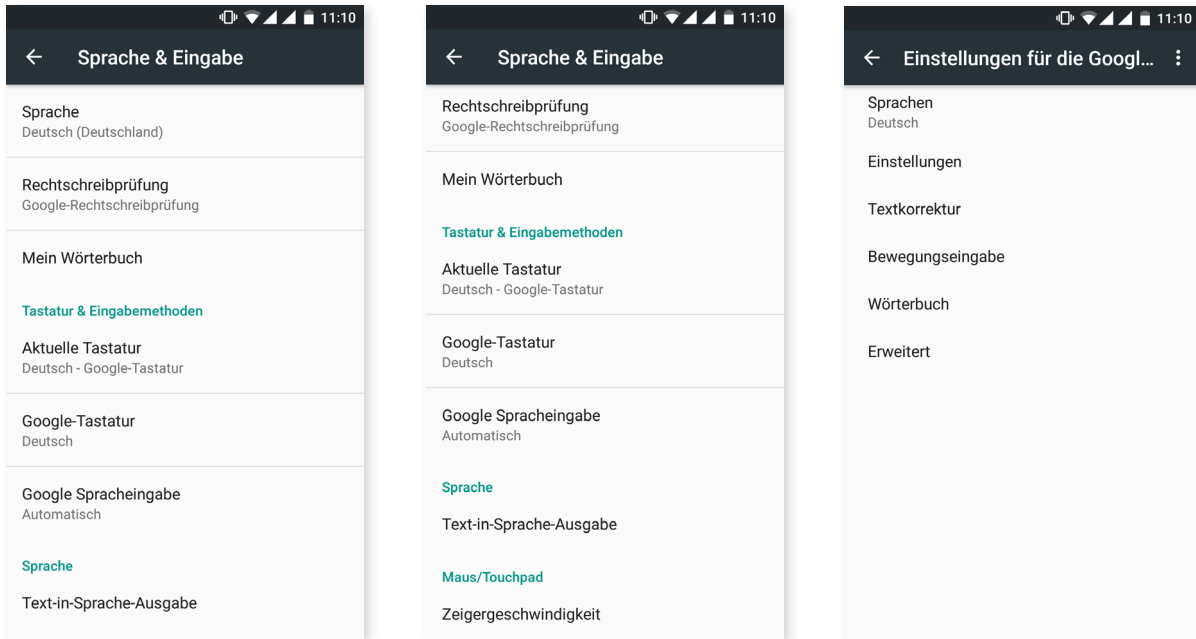 11:10
Sprache & Eingabe
Sprache
Deutsch (Deutschland)
Rechtschreibprüfung
Google-Rechtschreibprüfung
Mein Wörterbuch
Tastatur & Eingabemethoden
Aktuelle Tastatur
Deutsch - Google-Tastatur
Google-Tastatur
Deutsch
Google Spracheingabe
Automatisch
Sprache
Text-in-Sprache-Ausgabe
11:10
Sprache & Eingabe
Rechtschreibprüfung
Google-Rechtschreibprüfung
Mein Wörterbuch
Tastatur & Eingabemethoden
Aktuelle Tastatur
Deutsch - Google-Tastatur
Google-Tastatur
Deutsch
Google Spracheingabe
Automatisch
Sprache
Text-in-Sprache-Ausgabe
Maus/Touchpad
Zeigergeschwindigkeit
11:10
Einstellungen für die Googl...
Sprachen
Deutsch
Einstellungen
Textkorrektur
Bewegungseingabe
Wörterbuch
Erweitert